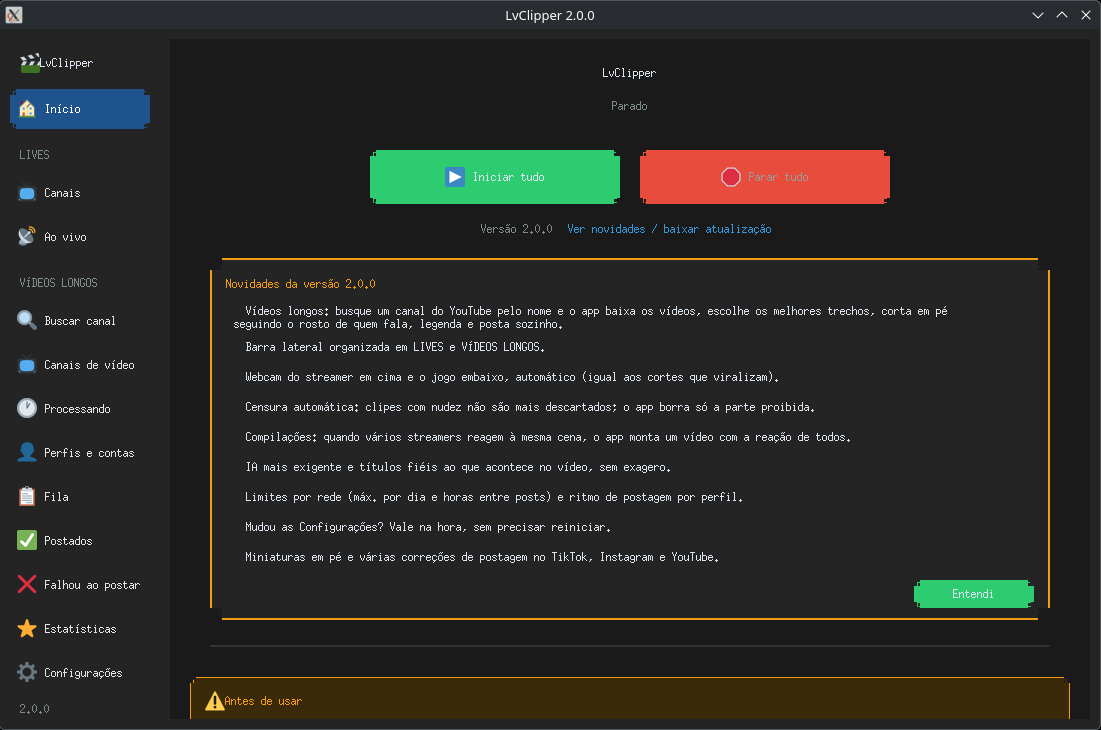 LvClipper 2.0.0
LvClipper
Início
LIVES
Canais
Ao vivo
VíDEOS LONGOS
Buscar canal
Canais de vídeo
Processando
Perfis e contas
Fila
Postados
Falhou ao postar
Estatísticas
Configurações
2.0.0
LvClipper
Parado
Iniciar tudo
Parar tudo
Versão 2.0.0 Ver novidades / baixar atualização
Novidades da versão 2.0.0
Vídeos longos: busque um canal do YouTube pelo nome e o app baixa os vídeos, escolhe os melhores trechos, corta em pé
seguindo o rosto de quem fala, legenda e posta sozinho.
Barra lateral organizada em LIVES e VíDEOS LONGOS.
Webcam do streamer em cima e o jogo embaixo, automático (igual aos cortes que viralizam).
Censura automática: clipes com nudez não são mais descartados: o app borra só a parte proibida.
Compilações: quando vários streamers reagem à mesma cena, o app monta um vídeo com a reação de todos.
IA mais exigente e títulos fiéis ao que acontece no vídeo, sem exagero.
Limites por rede (máx. por dia e horas entre posts) e ritmo de postagem por perfil.
Mudou as Configurações? Vale na hora, sem precisar reiniciar.
Miniaturas em pé e várias correções de postagem no TikTok, Instagram e YouTube.
Entendi
Antes de usar